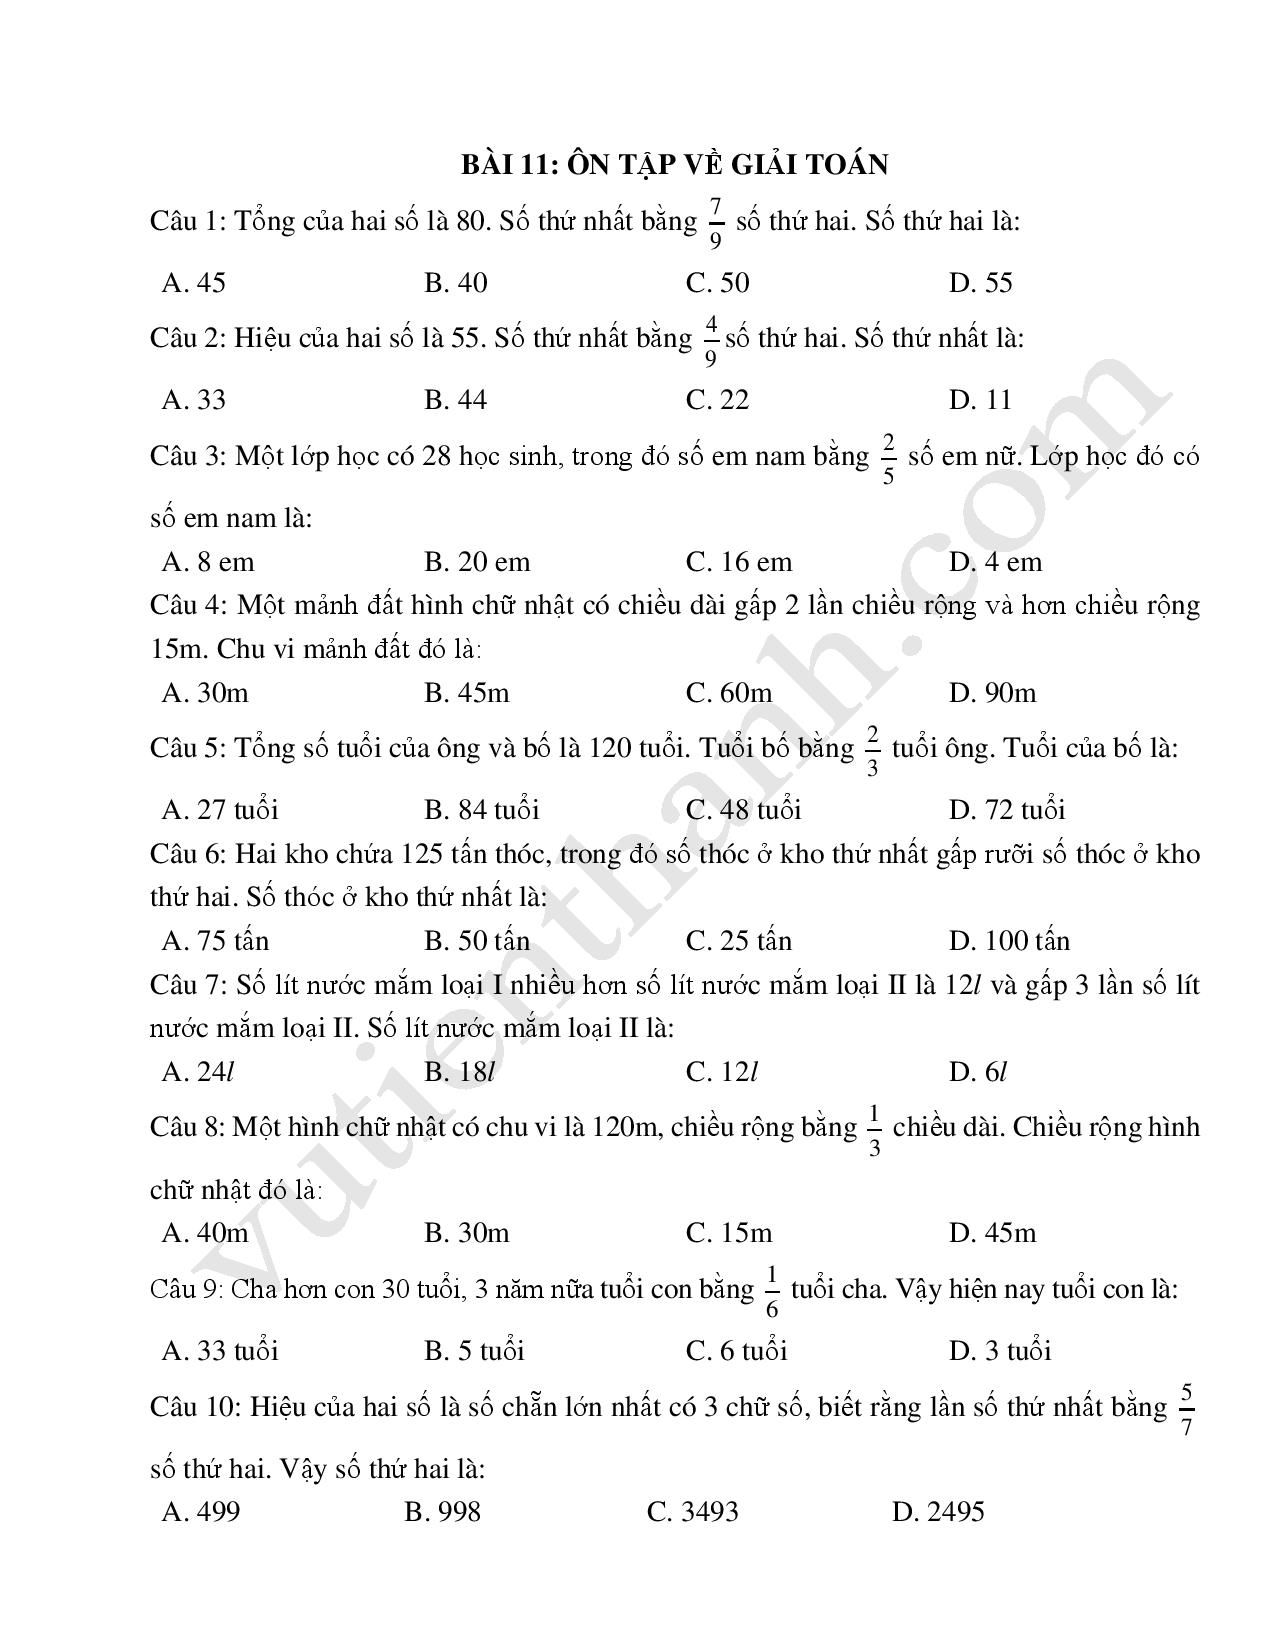 BÀI 11: ÔN TẬP VỀ GIẢI TOÁN
Câu 1: Tổng của hai số là 80. Số thứ nhất bằng 7/9 số thứ hai. Số thứ hai là:
A. 45 B. 40 C. 50 D. 55
Câu 2: Hiệu của hai số là 55. Số thứ nhất bằng 4/9 số thứ hai. Số thứ nhất là:
A. 33 B. 44 C. 22 D. 11
Câu 3: Một lớp học có 28 học sinh, trong đó số em nam bằng 2/5 số em nữ. Lớp học đó có
số em nam là:
A. 8 em B. 20 em C. 16 em D. 4 em
Câu 4: Một mảnh đất hình chữ nhật có chiều dài gấp 2 lần chiều rộng và hơn chiều rộng
15m. Chu vi mảnh đất đó là:
A. 30m B. 45m C. 60m D. 90m
Câu 5: Tổng số tuổi của ông và bố là 120 tuổi. Tuổi bố bằng 2/3 tuổi ông. Tuổi của bố là:
A. 27 tuổi B. 84 tuổi C. 48 tuổi D. 72 tuổi
Câu 6: Hai kho chứa 125 tấn thóc, trong đó số thóc ở kho thứ nhất gấp rưỡi số thóc ở kho
thứ hai. Số thóc ở kho thứ nhất là:
A. 75 tấn B. 50 tấn C. 25 tấn D. 100 tấn
Câu 7: Số lít nước mắm loại I nhiều hơn số lít nước mắm loại II là 12l và gấp 3 lần số lít
nước mắm loại II. Số lít nước mắm loại II là:
A. 24l B. 18l C. 12l D. 6l
Câu 8: Một hình chữ nhật có chu vi là 120m, chiều rộng bằng 1/3 chiều dài. Chiều rộng hình
chữ nhật đó là:
A. 40m B. 30m C. 15m D. 45m
Câu 9: Cha hơn con 30 tuổi, 3 năm nữa tuổi con bằng 1/6 tuổi cha. Vậy hiện nay tuổi con là:
A. 33 tuổi B. 5 tuổi C. 6 tuổi D. 3 tuổi
Câu 10: Hiệu của hai số là số chẵn lớn nhất có 3 chữ số, biết rằng lần số thứ nhất bằng 5/7
số thứ hai. Vậy số thứ hai là:
A. 499 B. 998 C. 3493 D. 2495
vutienthanh.com